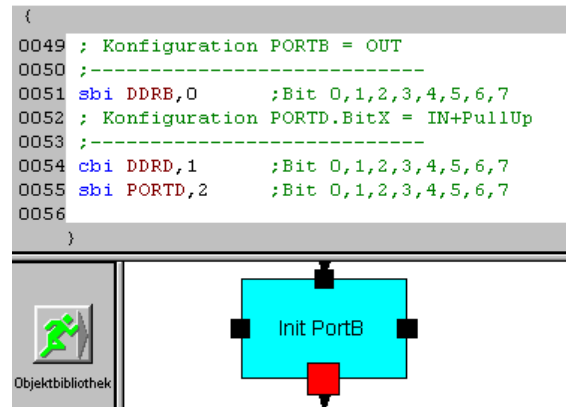 {
0049 ; Konfiguration PORTB = OUT
0050 ;-----------------------------
0051 sbi DDRB,0 ;Bit 0,1,2,3,4,5,6,7
0052 ; Konfiguration PORTD.BitX = IN+PullUp
0053 ;-----------------------------
0054 cbi DDRD,1 ;Bit 0,1,2,3,4,5,6,7
0055 sbi PORTD,2 ;Bit 0,1,2,3,4,5,6,7
0056
}
Init PortB
Objektbibliothek